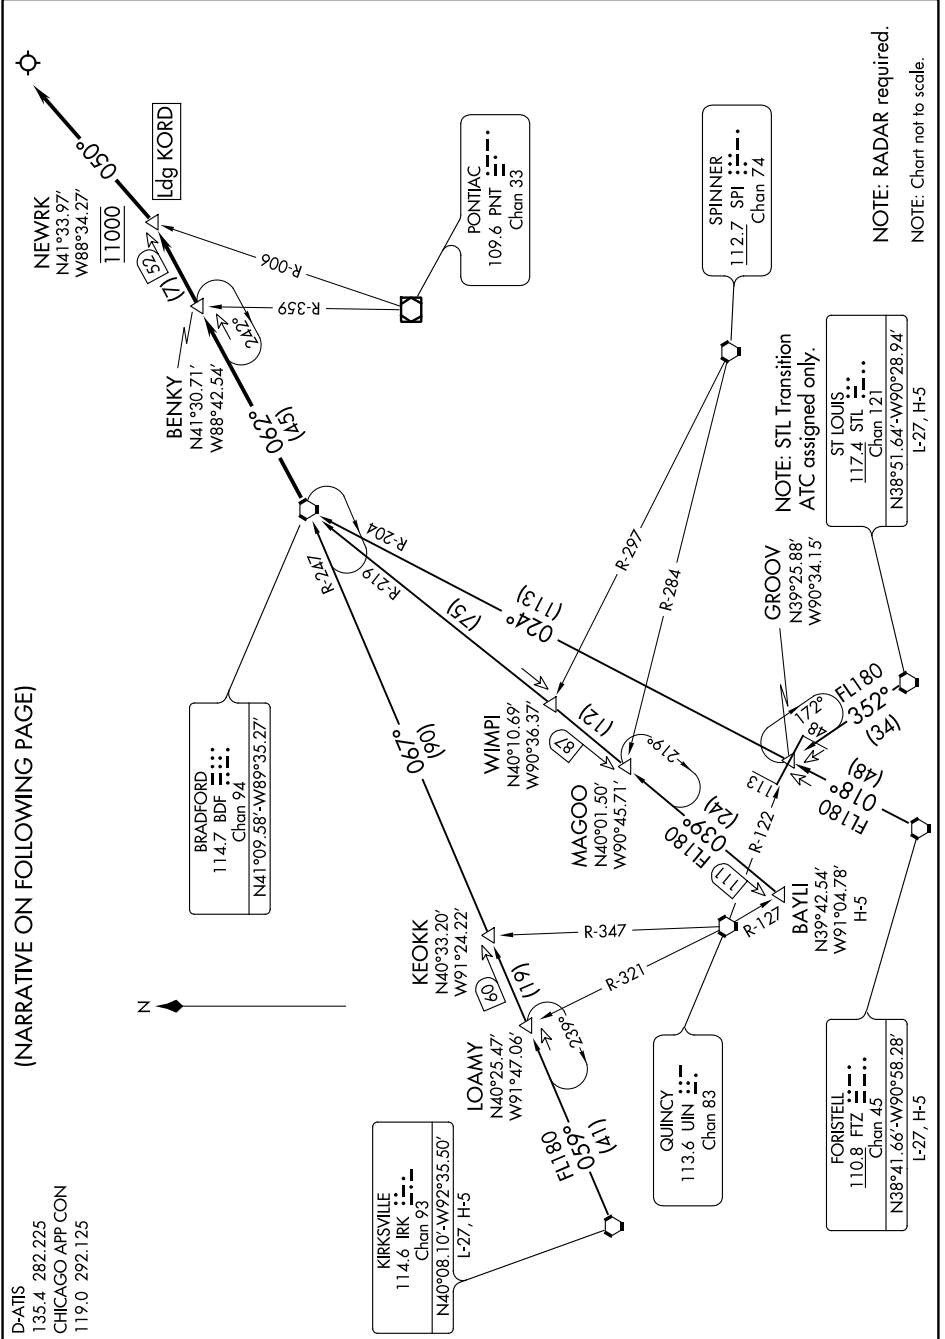 (NARRATIVE ON FOLLOWING PAGE)
D-ATIS
135.4 282.225
CHICAGO APP CON
119.0 292.125
NEWRK
N41°33.97'
W88°34.27'
11000
050°
Ldg KORD
52
(7)
BENKY
N41°30.71'
W88°42.54'
242°
R-006
R-359
PONTIAC
109.6 PNT
Chan 33
062°
(45)
BRADFORD
114.7 BDF
Chan 94
N41°09.58'-W89°35.27'
R-247
R-219
R-204
SPINNER
112.7 SPI
Chan 74
R-297
R-284
N
067°
(90)
(75)
024°
(113)
WIMPI
N40°10.69'
W90°36.37'
87
(12)
MAGOO
N40°01.50'
W90°45.71'
219°
FL180
039°
(24)
111
BAYLI
N39°42.54'
W91°04.78'
H-5
KEOKK
N40°33.20'
W91°24.22'
60
(19)
LOAMY
N40°25.47'
W91°47.06'
239°
FL180
059°
(41)
R-347
R-321
R-127
R-122
QUINCY
113.6 UIN
Chan 83
KIRKSVILLE
114.6 IRK
Chan 93
N40°08.10'-W92°35.50'
L-27, H-5
GROOV
N39°25.88'
W90°34.15'
172°
48
113
FL180
352°
(34)
FL180
018°
(48)
NOTE: STL Transition
ATC assigned only.
ST LOUIS
117.4 STL
Chan 121
N38°51.64'-W90°28.94'
L-27, H-5
FORISTELL
110.8 FTZ
Chan 45
N38°41.66'-W90°58.28'
L-27, H-5
NOTE: RADAR required.
NOTE: Chart not to scale.